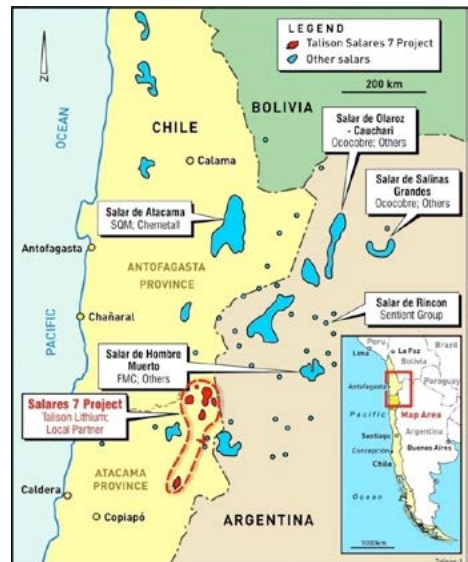 LEGEND
Talison Salares 7 Project
Other salars
N
200 km
BOLIVIA
OCEAN
CHILE
Salar de Olaroz
- Cauchari
Orocobre; Others
Calama
Salar de Salinas
Grandes
Orocobre; Others
Salar de Atacama
SQM; Chemetall
Antofagasta
ANTOFAGASTA
PROVINCE
PACIFIC
Chañaral
Salar de Rincon
Sentient Group
Salar de Hombre
Muerto
FMC; Others
Salares 7 Project
Talison Lithium;
Local Partner
ATACAMA
PROVINCE
Caldera
Copiapó
ARGENTINA
Peru
Brazil
Lima
La Paz
Bolivia
Antofagasta
Paraguay
Pacific
Map Area
Argentina
Santiago
Buenos Aires
Concepción
Chile
Ocean
1000km